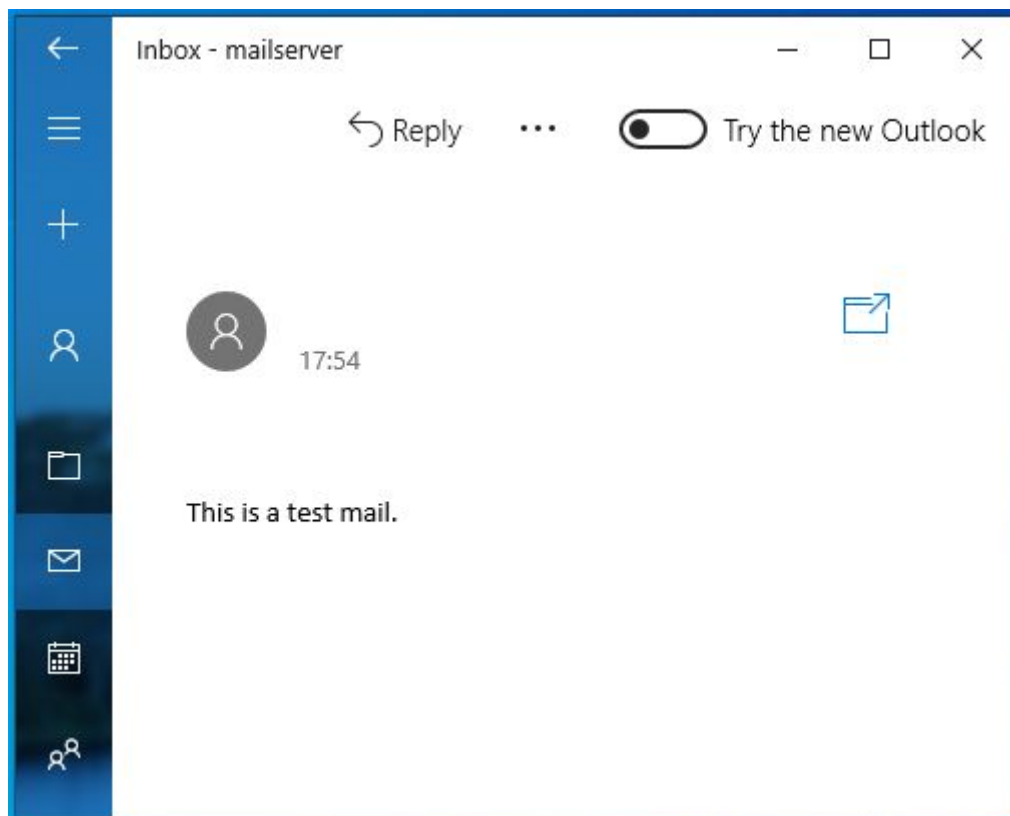 Inbox - mailserver
Reply
Try the new Outlook
17:54
This is a test mail.